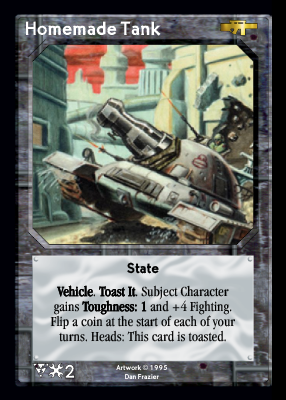 Homemade Tank
State
Vehicle. Toast It. Subject Character
gains Toughness: 1 and +4 Fighting.
Flip a coin at the start of each of your
turns. Heads: This card is toasted.
2
Artwork © 1995
Dan Frazier